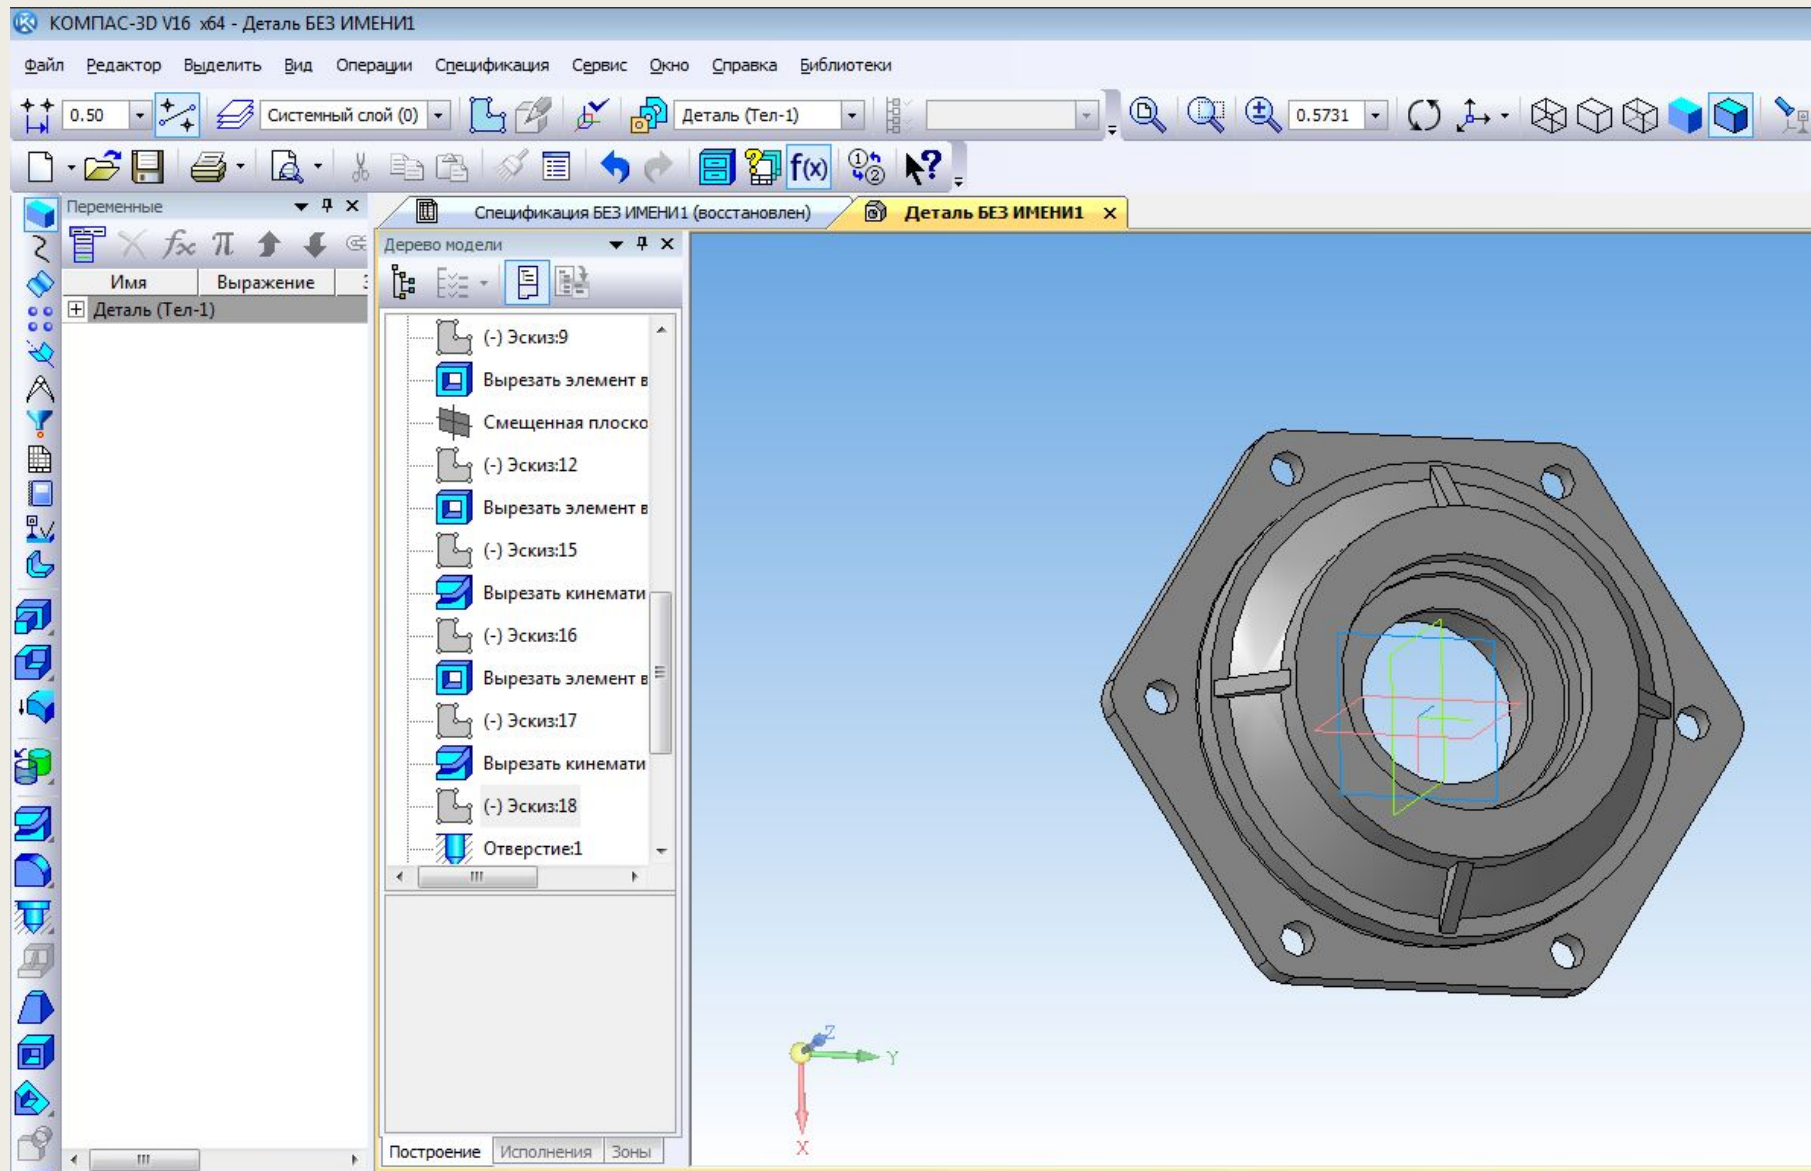 КОМПАС-3D V16 x64 - Деталь БЕЗ ИМЕНИ1
Файл Редактор Выделить Вид Операции Спецификация Сервис Окно Справка Библиотеки
0.50 Системный слой (0) Деталь (Тел-1) 0.5731
f(x)
Переменные
Имя Выражение
Деталь (Тел-1)
Спецификация БЕЗ ИМЕНИ1 (восстановлен) Деталь БЕЗ ИМЕНИ1
Дерево модели
(-) Эскиз:9
Вырезать элемент в
Смещенная плоско
(-) Эскиз:12
Вырезать элемент в
(-) Эскиз:15
Вырезать кинемати
(-) Эскиз:16
Вырезать элемент в
(-) Эскиз:17
Вырезать кинемати
(-) Эскиз:18
Отверстие:1
Построение Исполнения Зоны
Z
Y
X